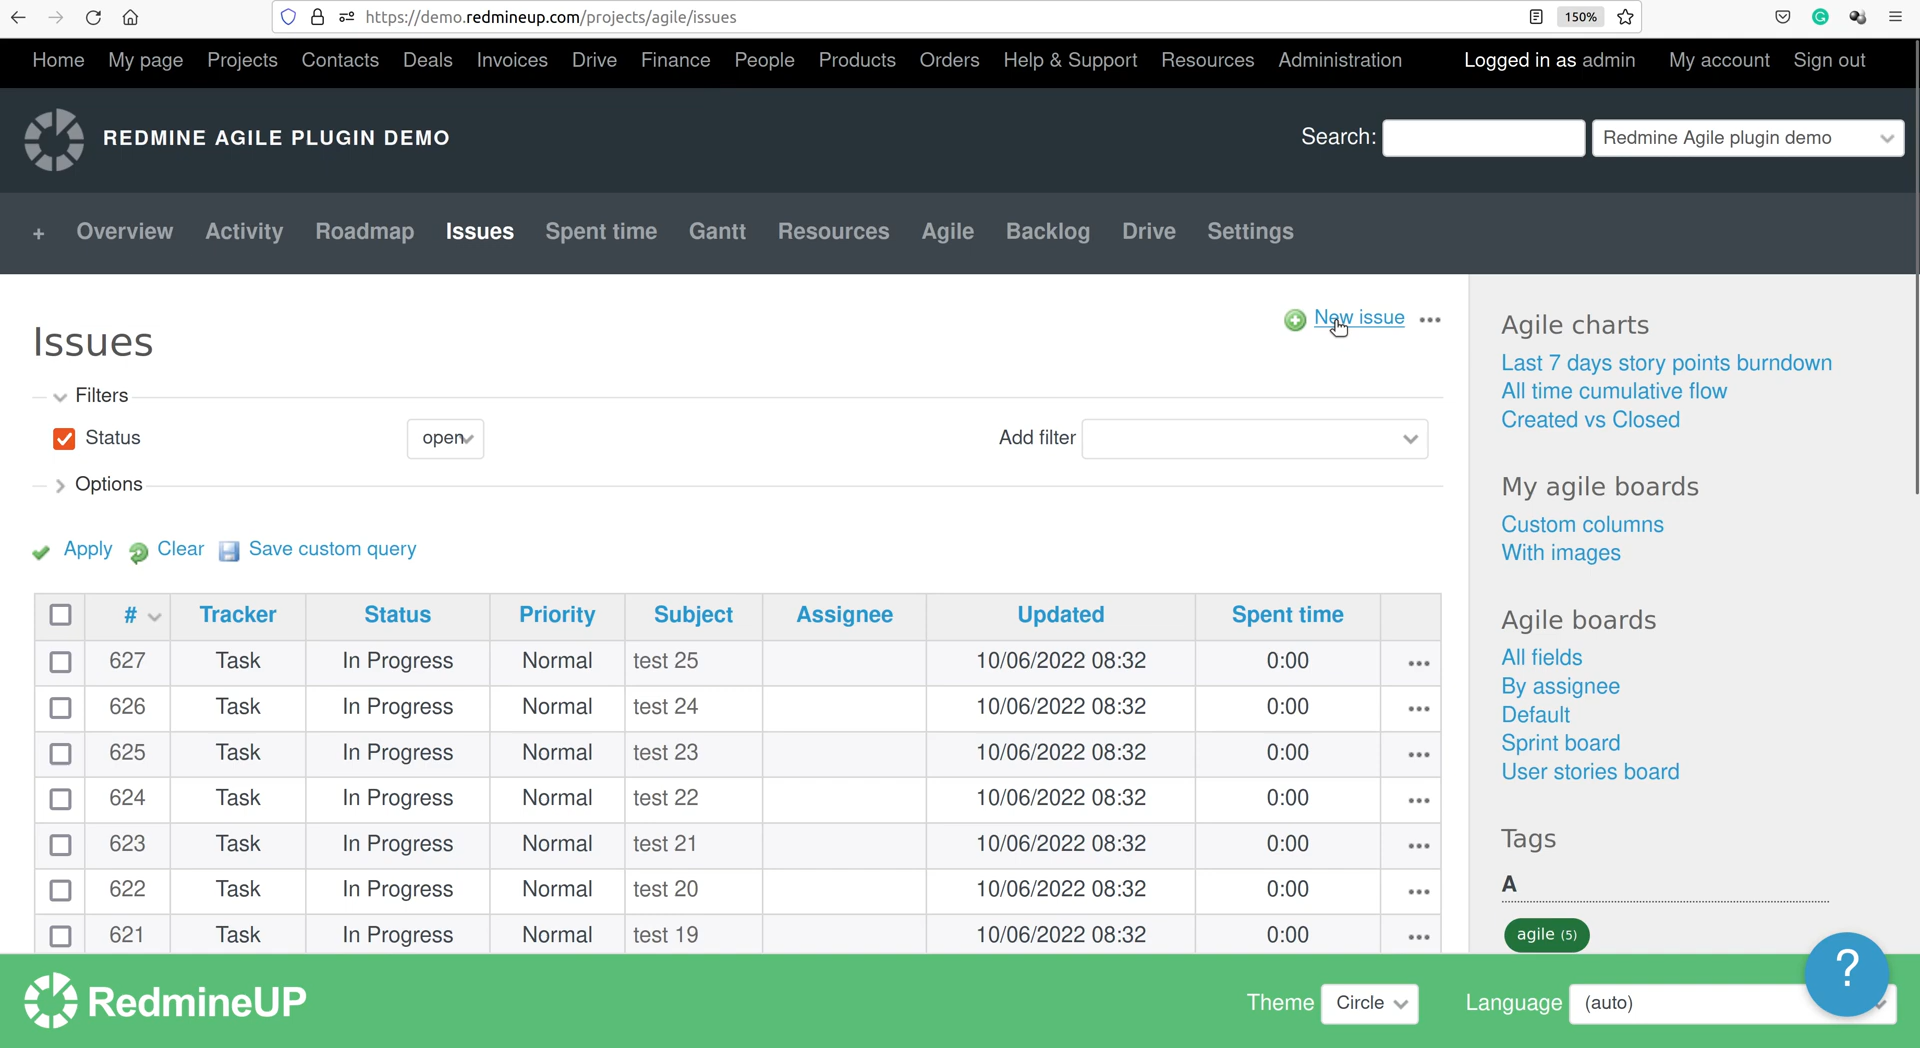 https://demo.redmineup.com/projects/agile/issues 150%
Home My page Projects Contacts Deals Invoices Drive Finance People Products Orders Help & Support Resources Administration Logged in as admin My account Sign out
REDMINE AGILE PLUGIN DEMO
Search: Redmine Agile plugin demo
+ Overview Activity Roadmap Issues Spent time Gantt Resources Agile Backlog Drive Settings
Issues
New issue
Filters
Status open Add filter
Options
Apply Clear Save custom query
# Tracker Status Priority Subject Assignee Updated Spent time
627 Task In Progress Normal test 25 10/06/2022 08:32 0:00
626 Task In Progress Normal test 24 10/06/2022 08:32 0:00
625 Task In Progress Normal test 23 10/06/2022 08:32 0:00
624 Task In Progress Normal test 22 10/06/2022 08:32 0:00
623 Task In Progress Normal test 21 10/06/2022 08:32 0:00
622 Task In Progress Normal test 20 10/06/2022 08:32 0:00
621 Task In Progress Normal test 19 10/06/2022 08:32 0:00
Agile charts
Last 7 days story points burndown
All time cumulative flow
Created vs Closed
My agile boards
Custom columns
With images
Agile boards
All fields
By assignee
Default
Sprint board
User stories board
Tags
A
agile (5)
?
RedmineUP
Theme Circle Language (auto)